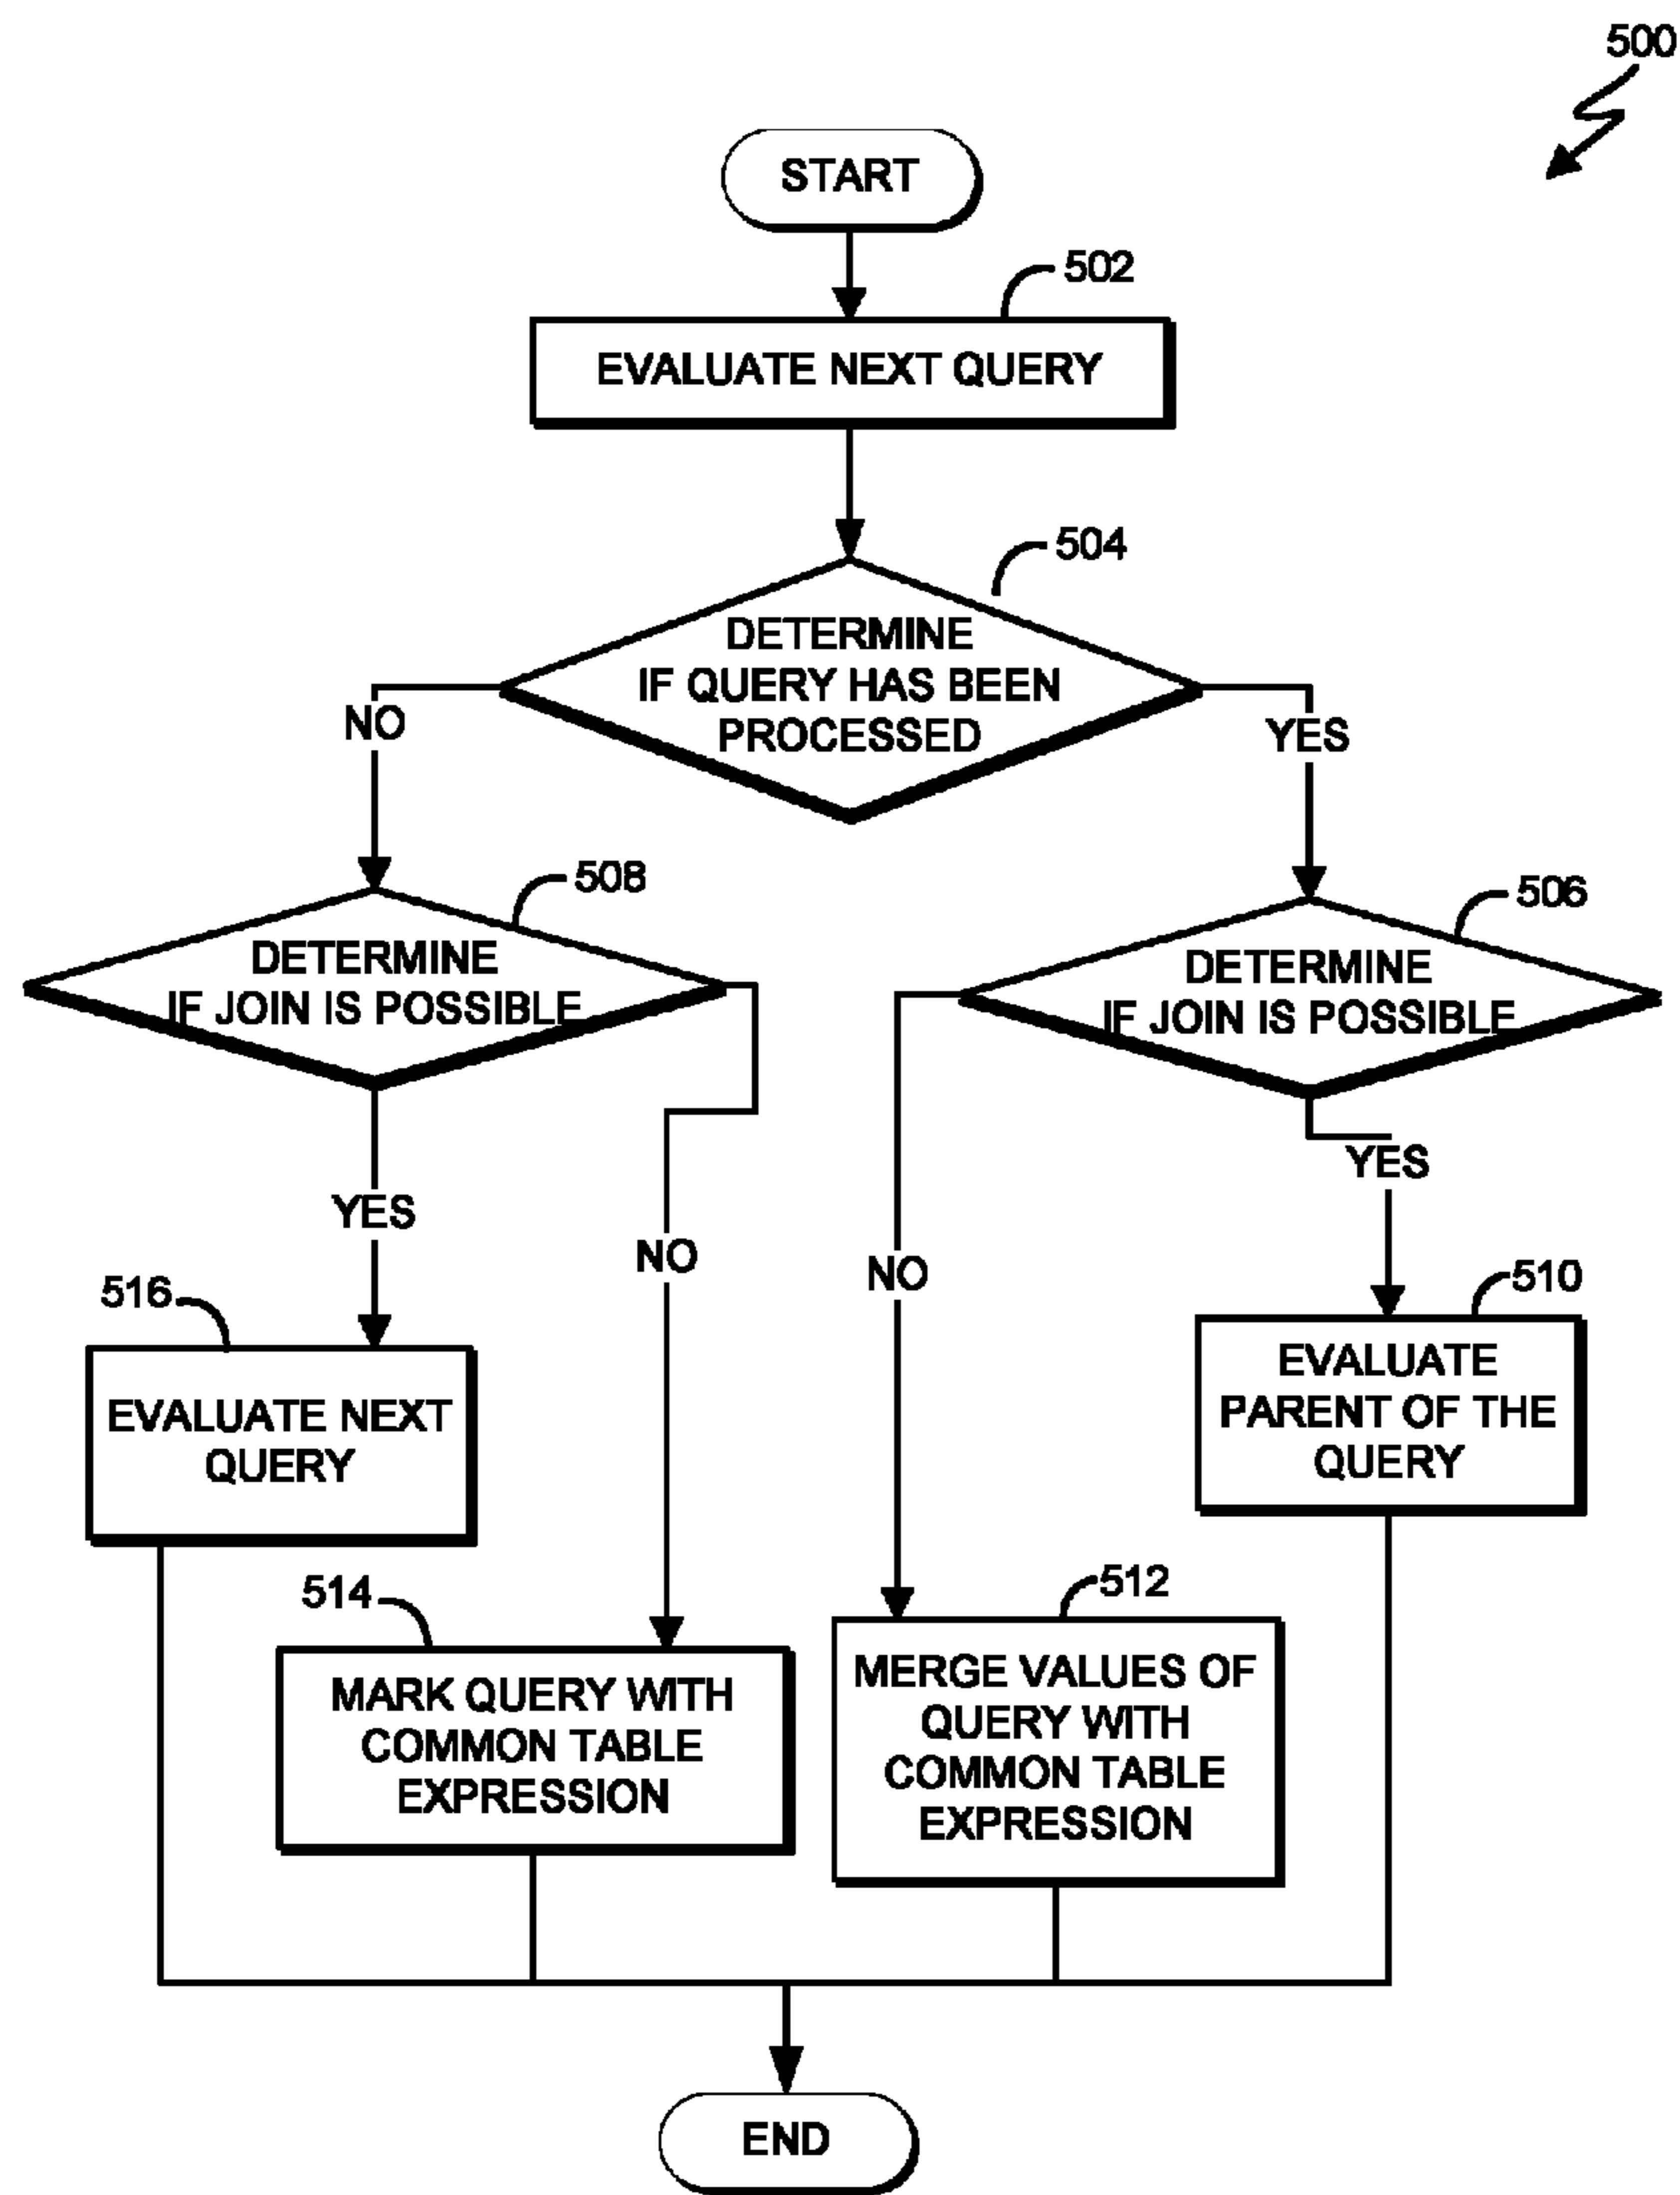 500
START
502
EVALUATE NEXT QUERY
504
DETERMINE
IF QUERY HAS BEEN
PROCESSED
NO
YES
508
DETERMINE
IF JOIN IS POSSIBLE
506
DETERMINE
IF JOIN IS POSSIBLE
YES
NO
NO
YES
516
EVALUATE NEXT
QUERY
510
EVALUATE
PARENT OF THE
QUERY
514
MARK QUERY WITH
COMMON TABLE
EXPRESSION
512
MERGE VALUES OF
QUERY WITH
COMMON TABLE
EXPRESSION
END